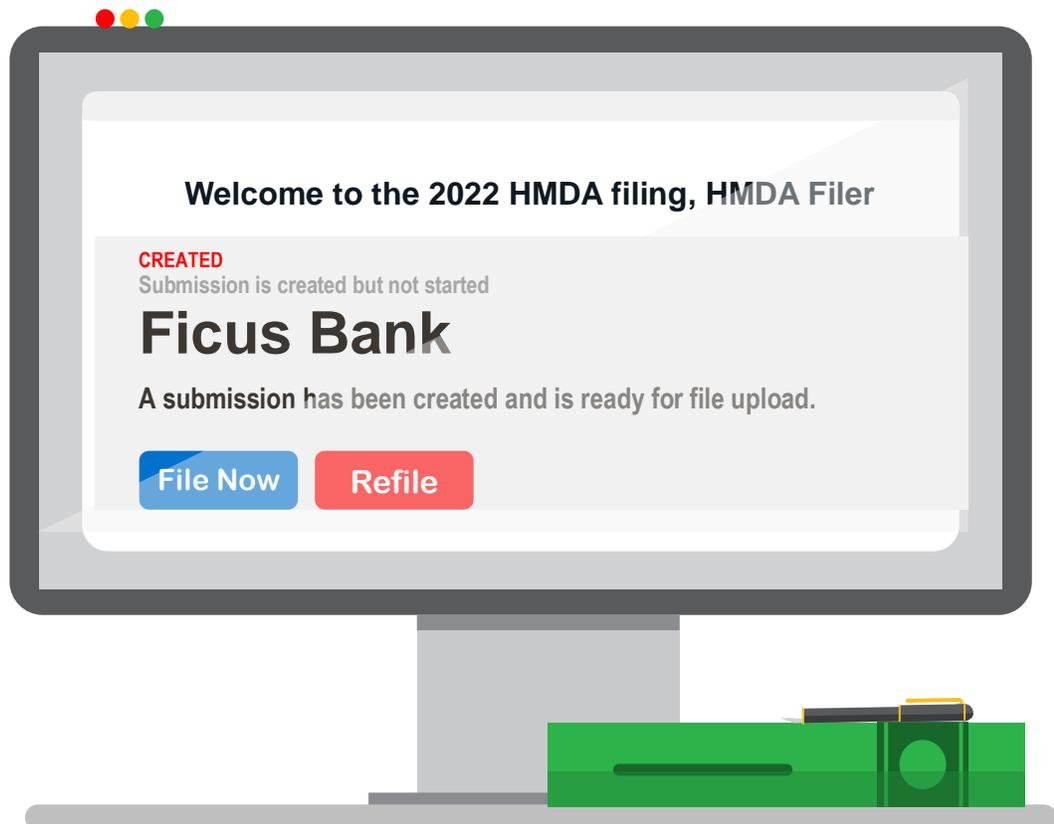 Welcome to the 2022 HMDA filing, HMDA Filer
CREATED
Submission is created but not started
Ficus Bank
A submission has been created and is ready for file upload.
File Now
Refile